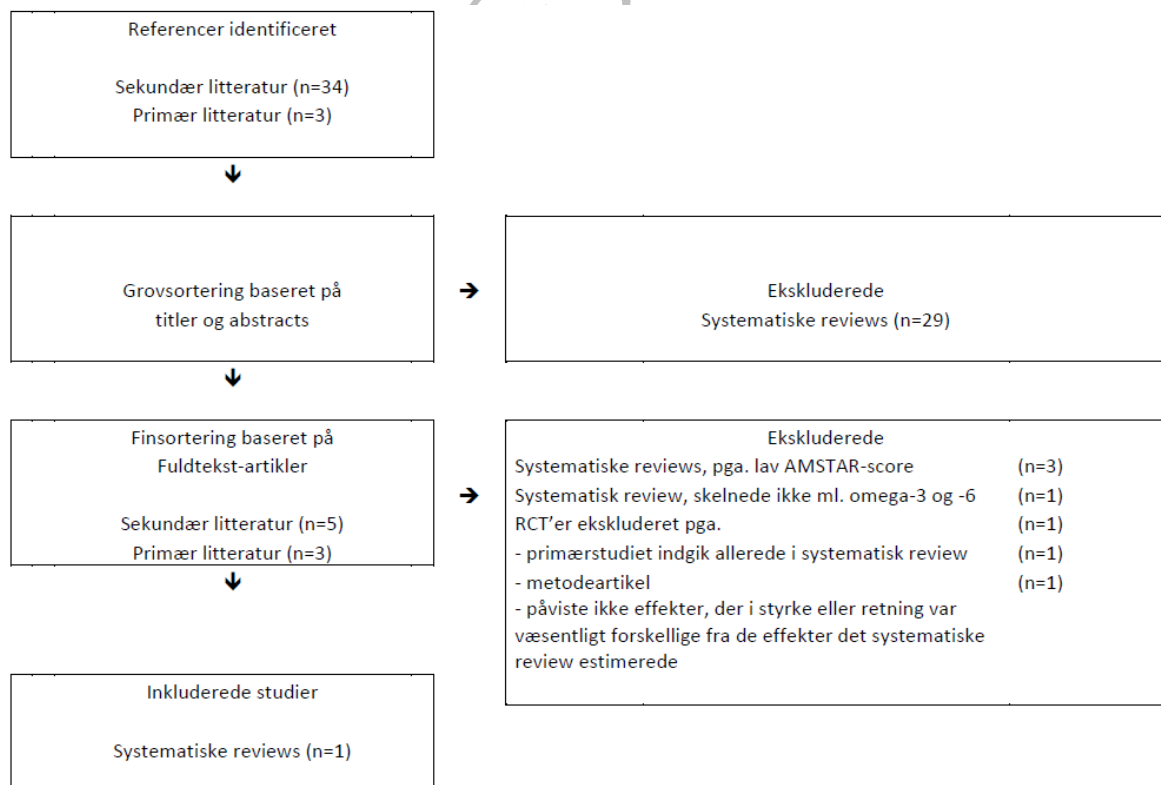 Referencer identificeret
Sekundær litteratur (n=34)
Primær litteratur (n=3)
Grovsortering baseret på
titler og abstracts
Ekskluderede
Systematiske reviews (n=29)
Finsortering baseret på
Fuldtekst-artikler
Sekundær litteratur (n=5)
Primær litteratur (n=3)
Ekskluderede
Systematiske reviews, pga. lav AMSTAR-score (n=3)
Systematisk review, skelnede ikke ml. omega-3 og -6 (n=1)
RCT’er ekskluderet pga. (n=1)
- primærstudiet indgik allerede i systematisk review (n=1)
- metodeartikel (n=1)
- påviste ikke effekter, der i styrke eller retning var
væsentligt forskellige fra de effekter det systematiske
review estimerede
Inkluderede studier
Systematiske reviews (n=1)